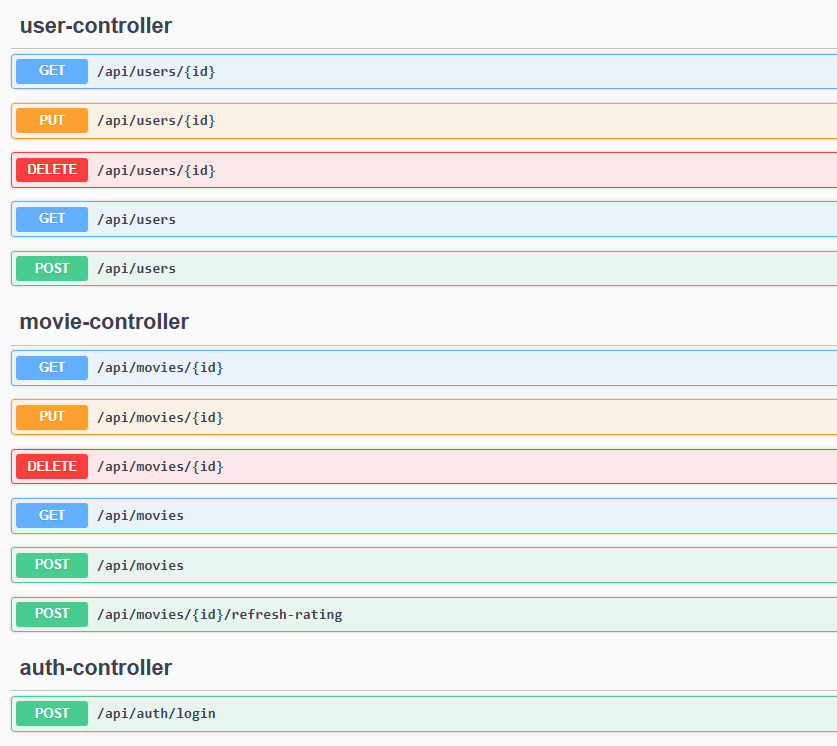 user-controller
GET /api/users/{id}
PUT /api/users/{id}
DELETE /api/users/{id}
GET /api/users
POST /api/users
movie-controller
GET /api/movies/{id}
PUT /api/movies/{id}
DELETE /api/movies/{id}
GET /api/movies
POST /api/movies
POST /api/movies/{id}/refresh-rating
auth-controller
POST /api/auth/login